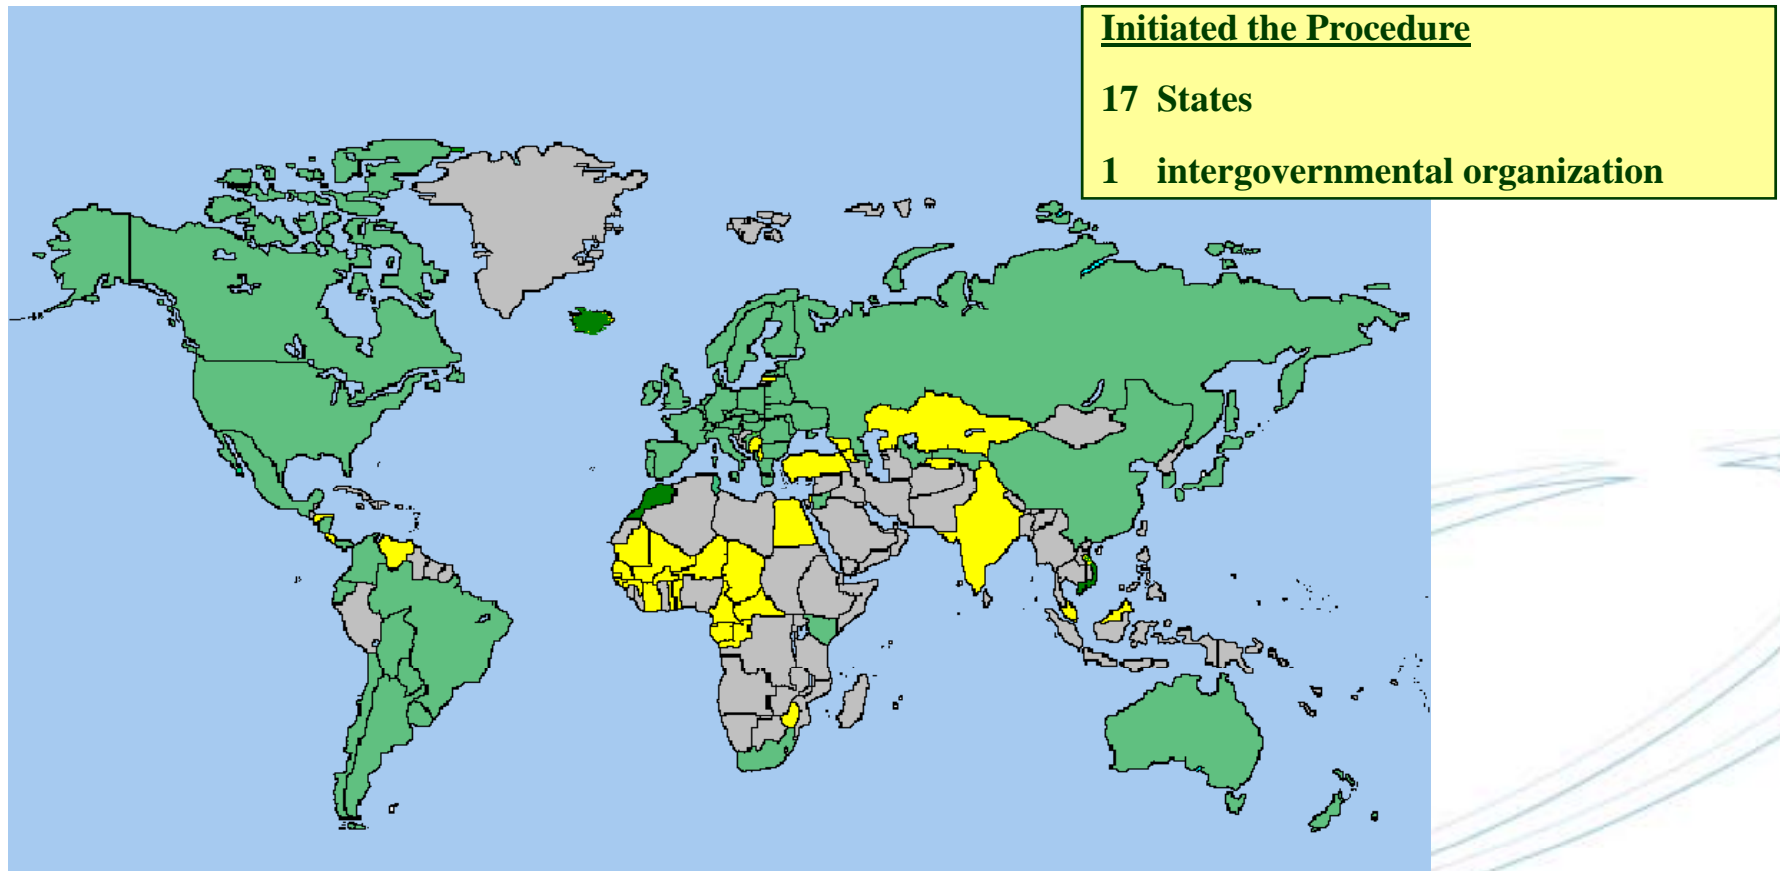 Initiated the Procedure
17 States
1 intergovernmental organization